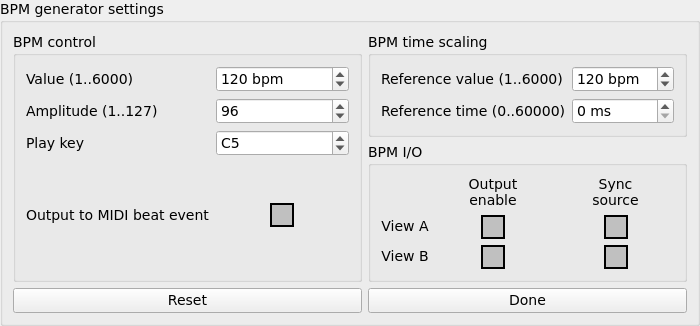 BPM generator settings
BPM control
Value (1..6000) 120 bpm
Amplitude (1..127) 96
Play key C5
Output to MIDI beat event
BPM time scaling
Reference value (1..6000) 120 bpm
Reference time (0..60000) 0 ms
BPM I/O
Output enable
Sync source
View A
View B
Reset
Done